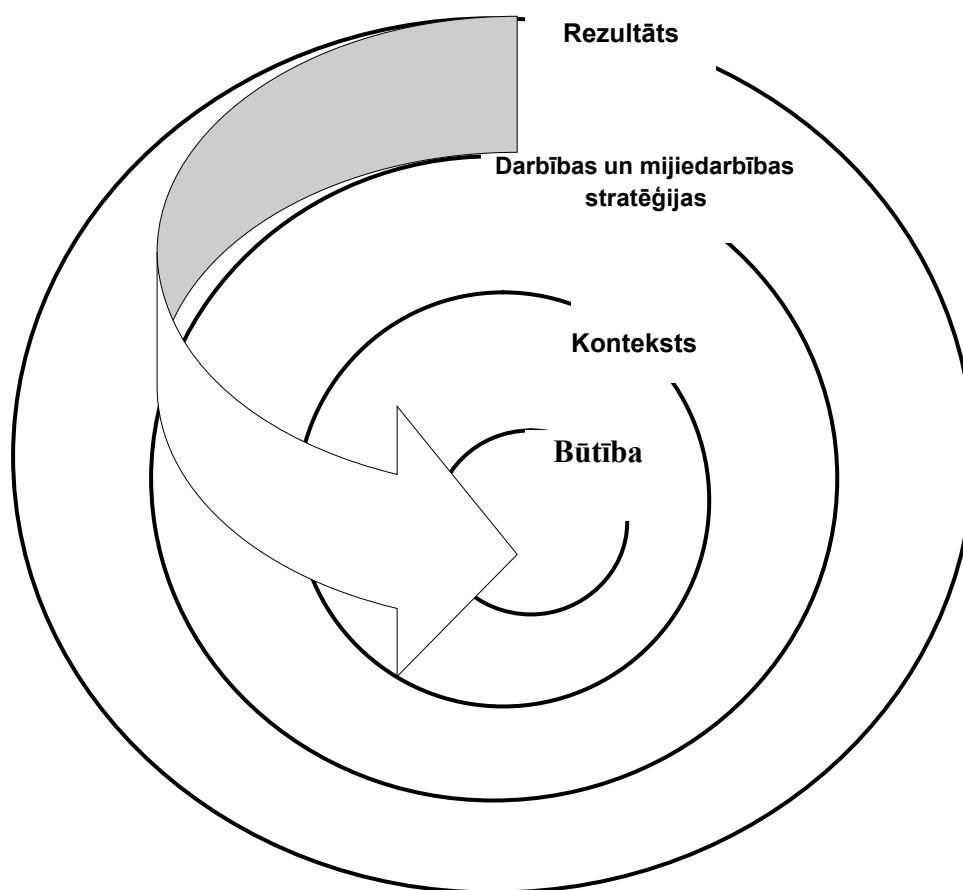 Rezultāts
Darbības un mijiedarbības
stratēģijas
Konteksts
Būtība